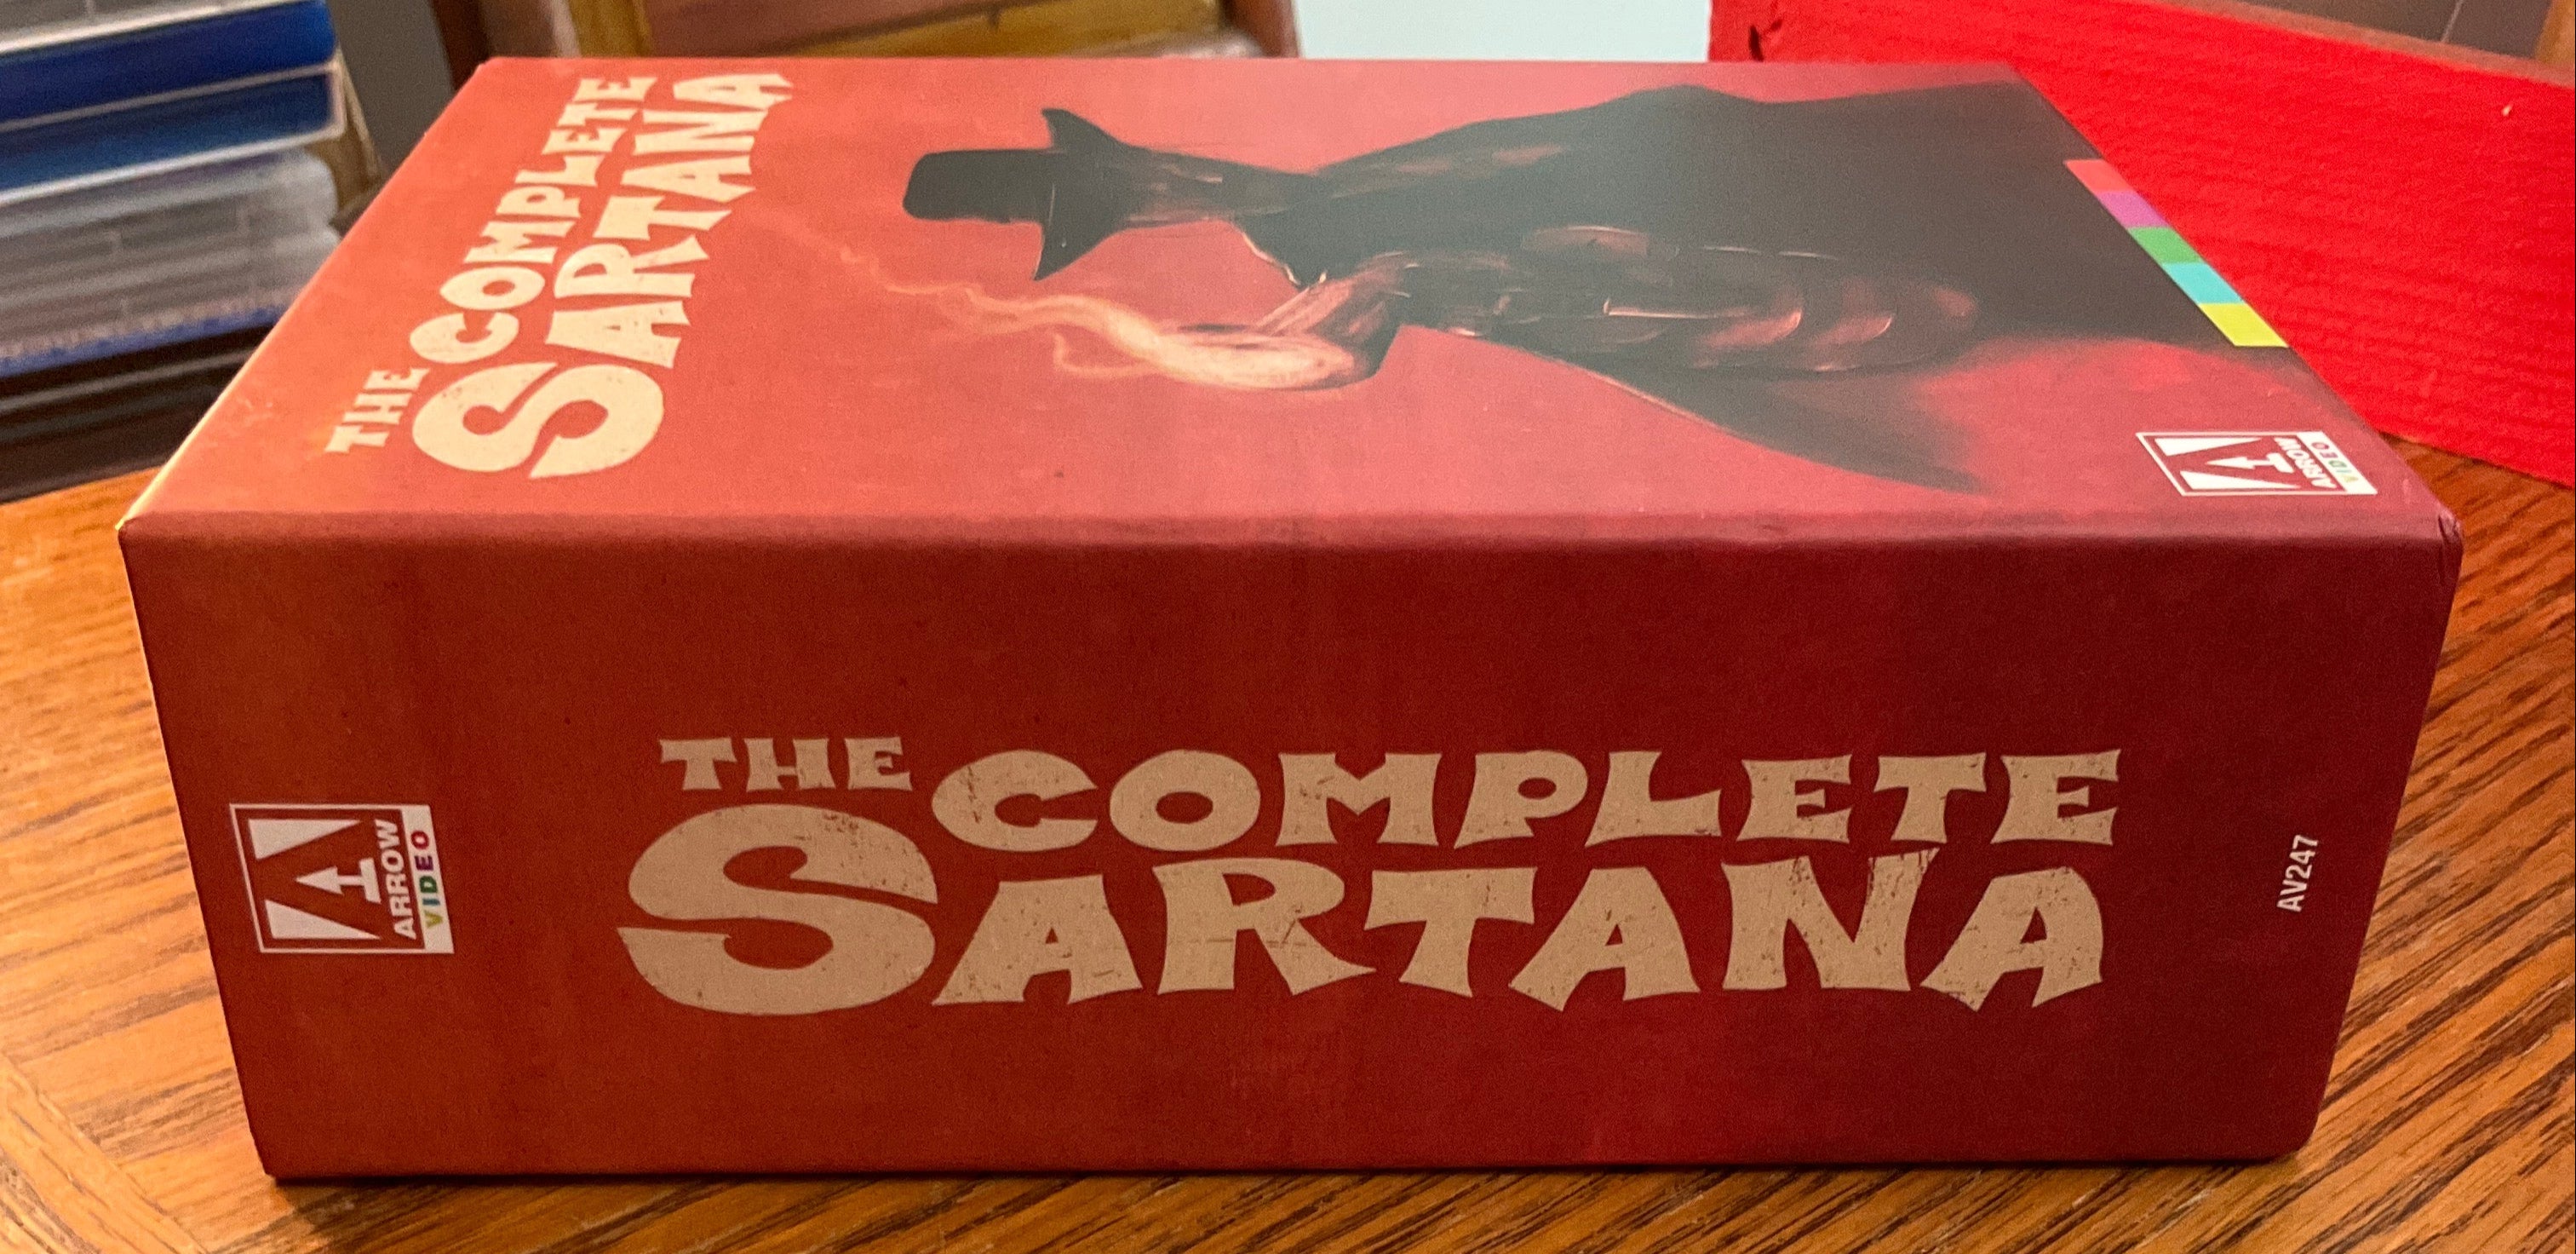 THE COMPLETE
SARTANA
ARROW
VIDEO
ARROW
VIDEO
THE COMPLETE
SARTANA
AV247